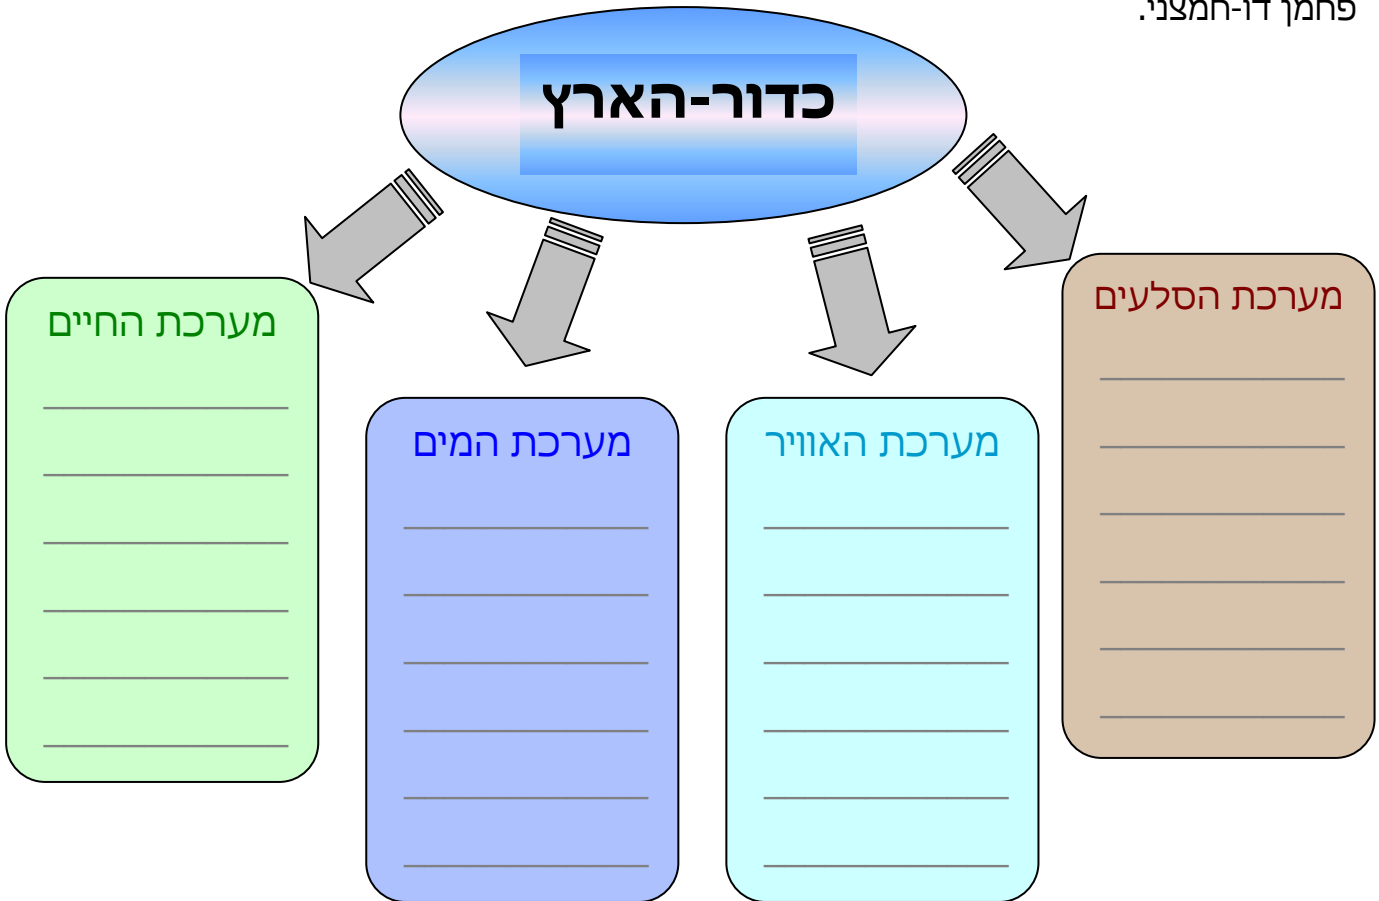 פחמן דו-חמצני.
כדור-הארץ
מערכת הסלעים
מערכת האוויר
מערכת המים
מערכת החיים